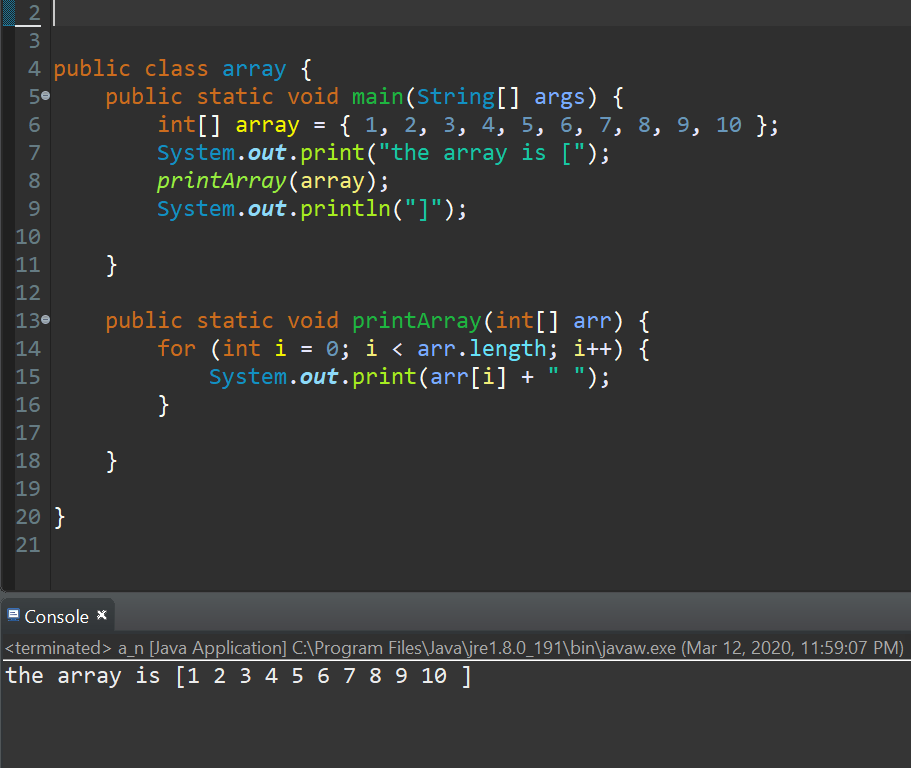 2
3
4 public class array {
5 public static void main(String[] args) {
6 int[] array = { 1, 2, 3, 4, 5, 6, 7, 8, 9, 10 };
7 System.out.print("the array is [");
8 printArray(array);
9 System.out.println("]");
10
11 }
12
13 public static void printArray(int[] arr) {
14 for (int i = 0; i < arr.length; i++) {
15 System.out.print(arr[i] + " ");
16 }
17
18 }
19
20 }
21
Console
<terminated> a_n [Java Application] C:\Program Files\Java\jre1.8.0_191\bin\javaw.exe (Mar 12, 2020, 11:59:07 PM)
the array is [1 2 3 4 5 6 7 8 9 10 ]